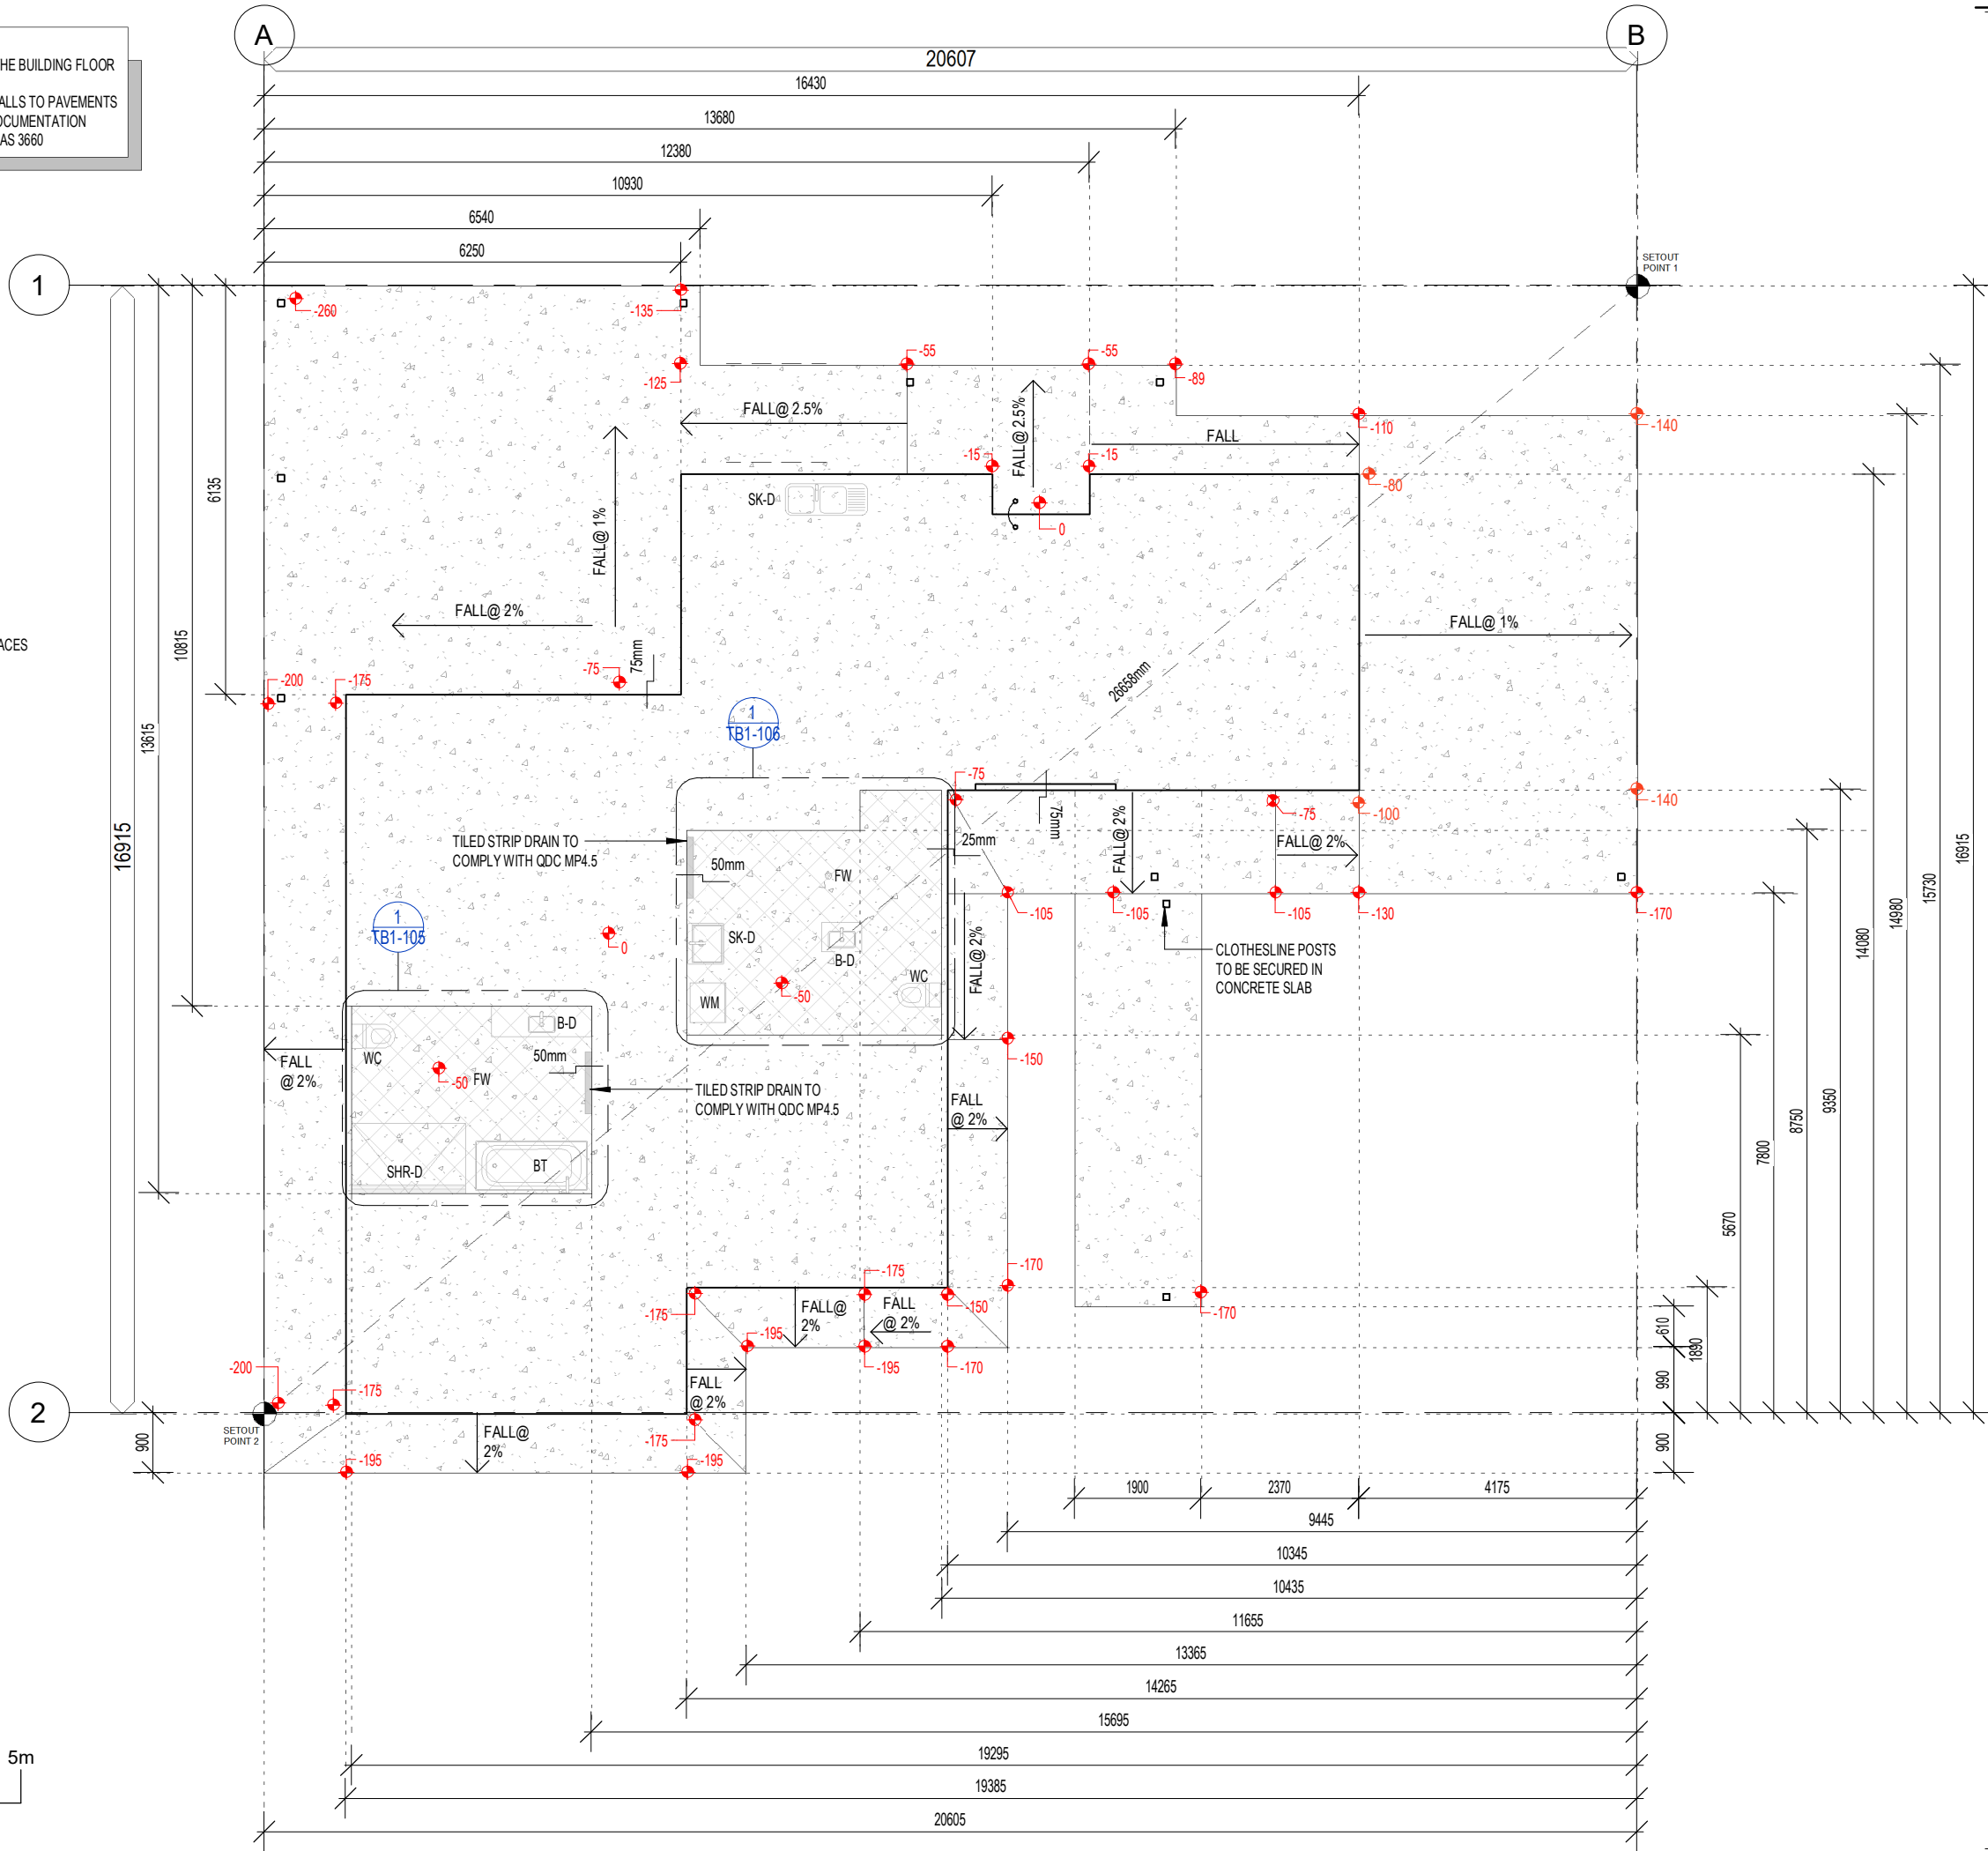 A
B
HE BUILDING FLOOR
ALLS TO PAVEMENTS
OCUMENTATION
AS 3660
20607
16430
13680
12380
10930
6540
6250
SETOUT
POINT 1
1
-260
-135
-55
-55
-125
-89
FALL@ 2.5%
FALL@ 2.5%
FALL
-110
-140
-15
-15
-80
SK-D
0
6135
FALL@ 1%
FALL@ 2%
FALL@ 1%
10815
ACES
-75
75mm
-200
-175
26658mm
1
TB1-106
13615
16915
-75
75mm
FALL@ 2%
-75
-100
-140
FALL@ 2%
TILED STRIP DRAIN TO
COMPLY WITH QDC MP4.5
50mm
FW
25mm
-105
-105
-105
-130
-170
1
TB1-105
SK-D
B-D
0
FALL@ 2%
CLOTHESLINE POSTS
TO BE SECURED IN
CONCRETE SLAB
WC
WM
-50
B-D
WC
50mm
-150
FALL
@ 2%
-50
FW
TILED STRIP DRAIN TO
COMPLY WITH QDC MP4.5
FALL
@ 2%
SHR-D
BT
-170
-175
-175
FALL@
2%
FALL
@ 2%
-150
-170
-195
-195
-170
-200
-175
FALL
@ 2%
2
SETOUT
POINT 2
-175
FALL@
2%
-195
-195
900
16915
15730
14980
14080
9350
8750
7800
5670
1890
610
990
900
1900
2370
4175
9445
10345
10435
11655
13365
14265
15695
19295
19385
20605
5m